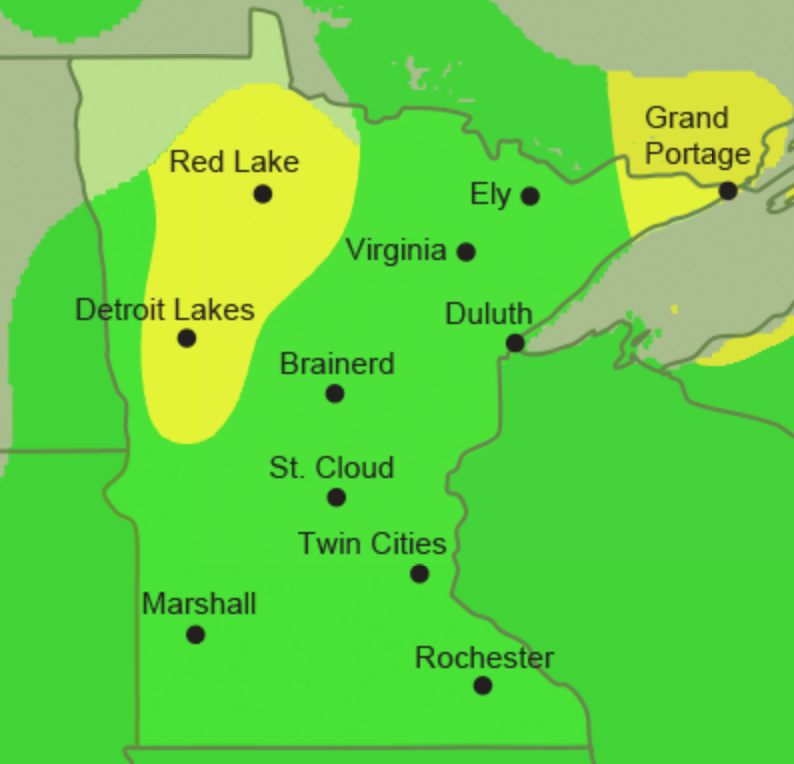 Grand
Portage
Red Lake
Ely
Virginia
Detroit Lakes
Duluth
Brainerd
St. Cloud
Twin Cities
Marshall
Rochester